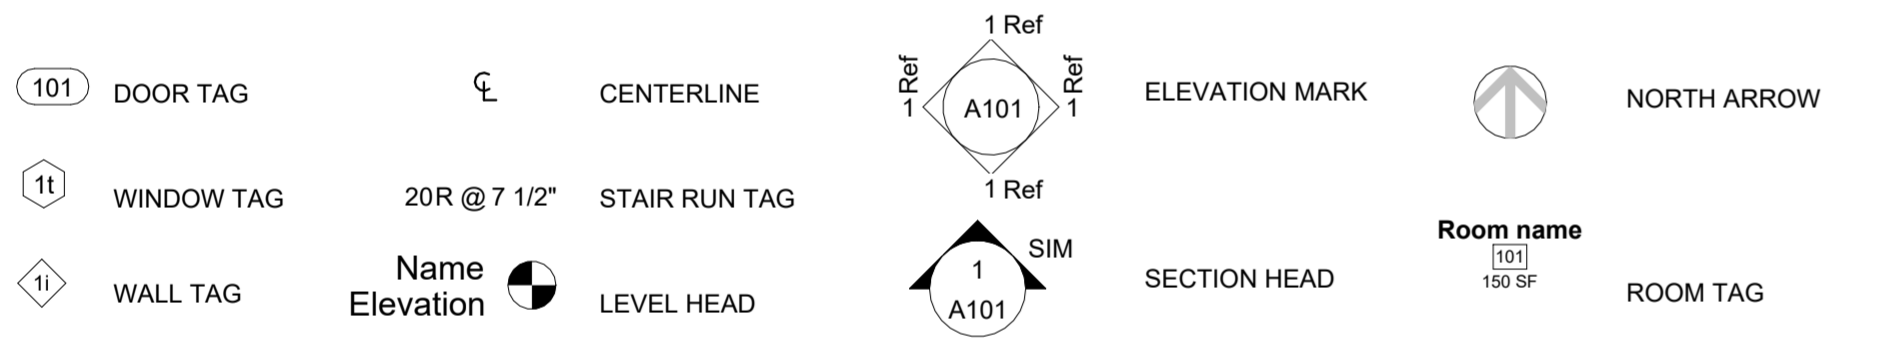 101 DOOR TAG
1t WINDOW TAG
1i WALL TAG
℄ CENTERLINE
20R @ 7 1/2" STAIR RUN TAG
Name
Elevation
LEVEL HEAD
1 Ref
1 Ref
A101
1 Ref
1 Ref
ELEVATION MARK
SIM
1
A101
SECTION HEAD
NORTH ARROW
Room name
101
150 SF
ROOM TAG